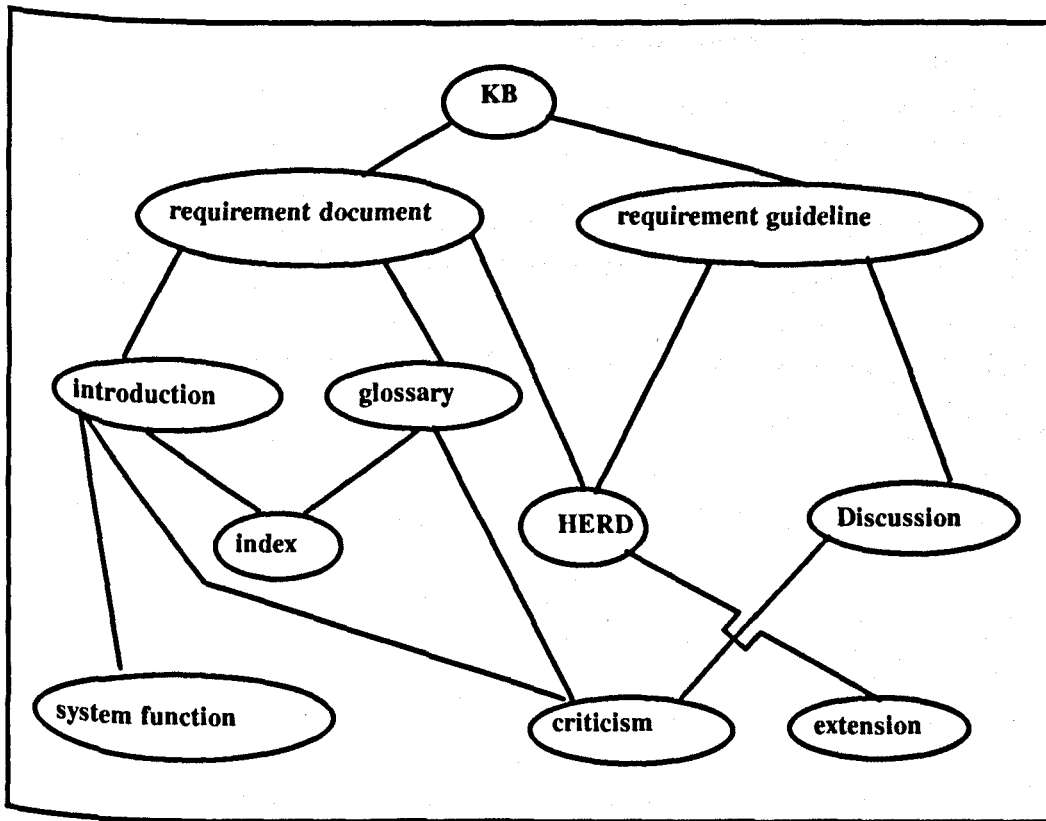 KB
requirement document
requirement guideline
introduction
glossary
HERD
Discussion
index
system function
criticism
extension